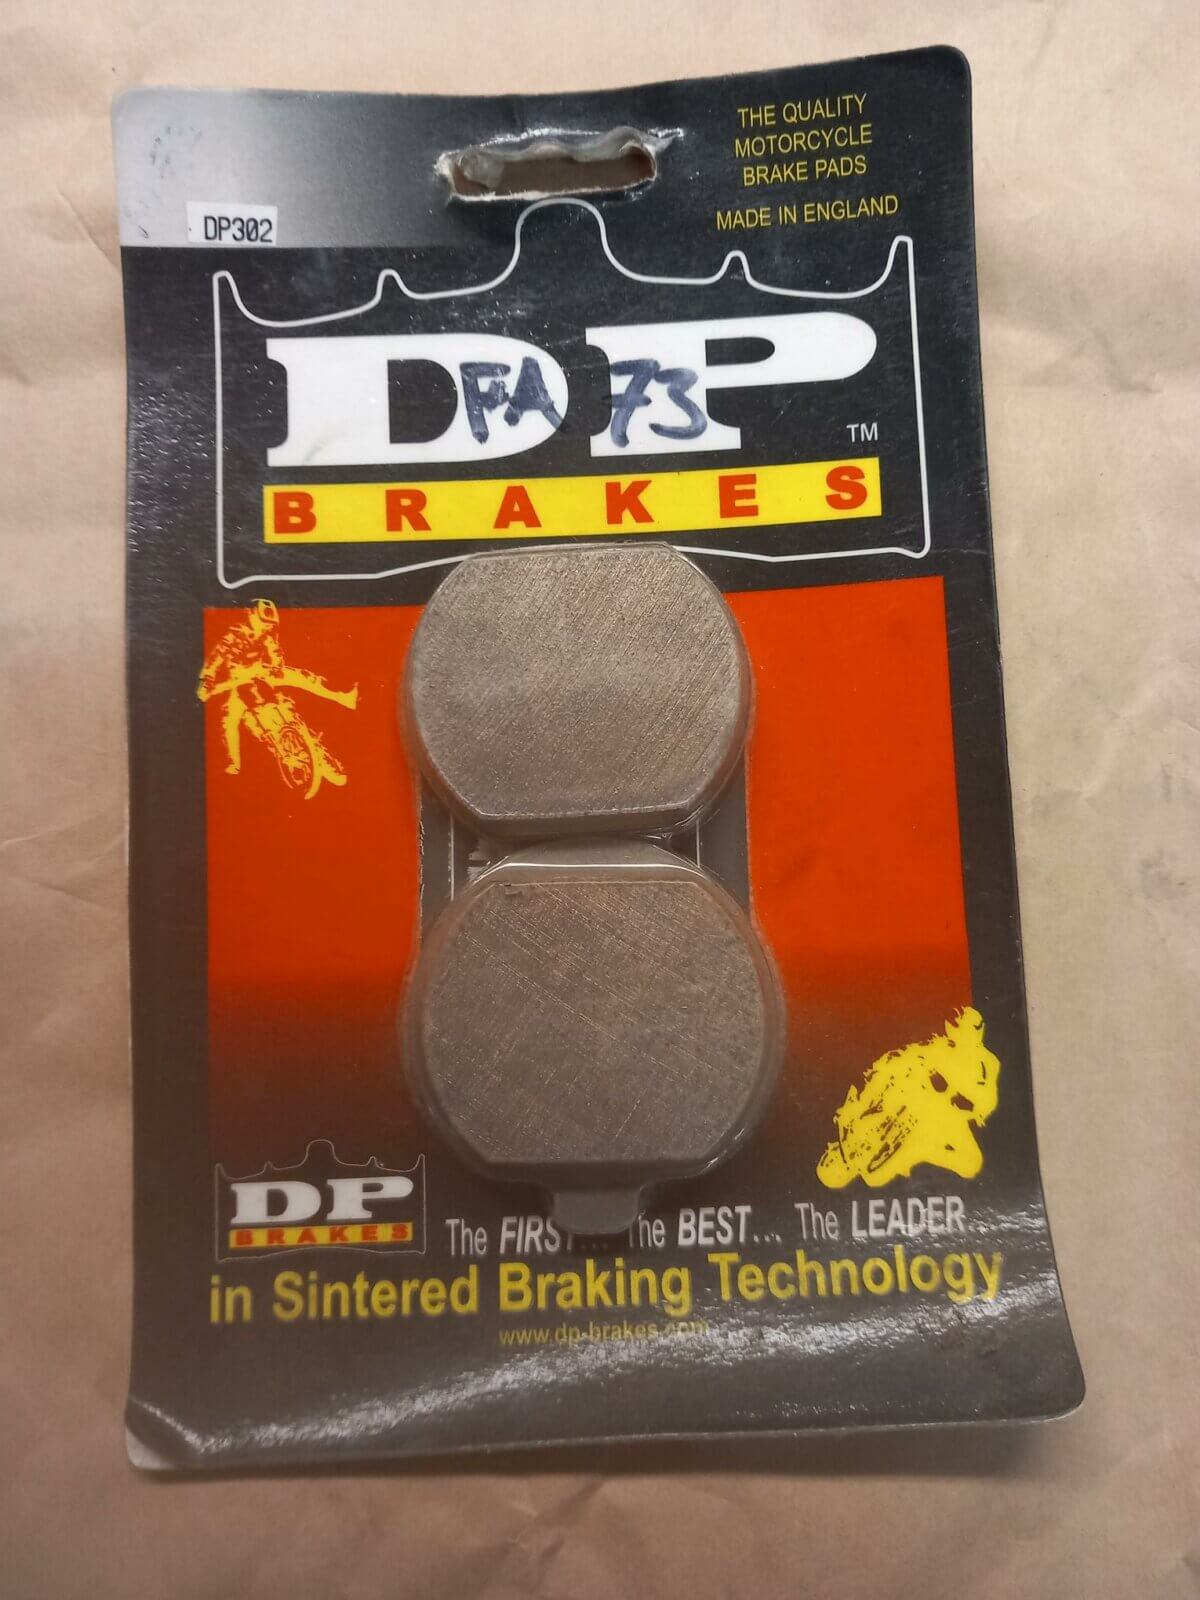 THE QUALITY
MOTORCYCLE
BRAKE PADS
MADE IN ENGLAND
DP302
DP
FA 73
TM
BRAKES
DP
BRAKES
The FIRST... The BEST... The LEADER...
in Sintered Braking Technology
www.dp-brakes.com